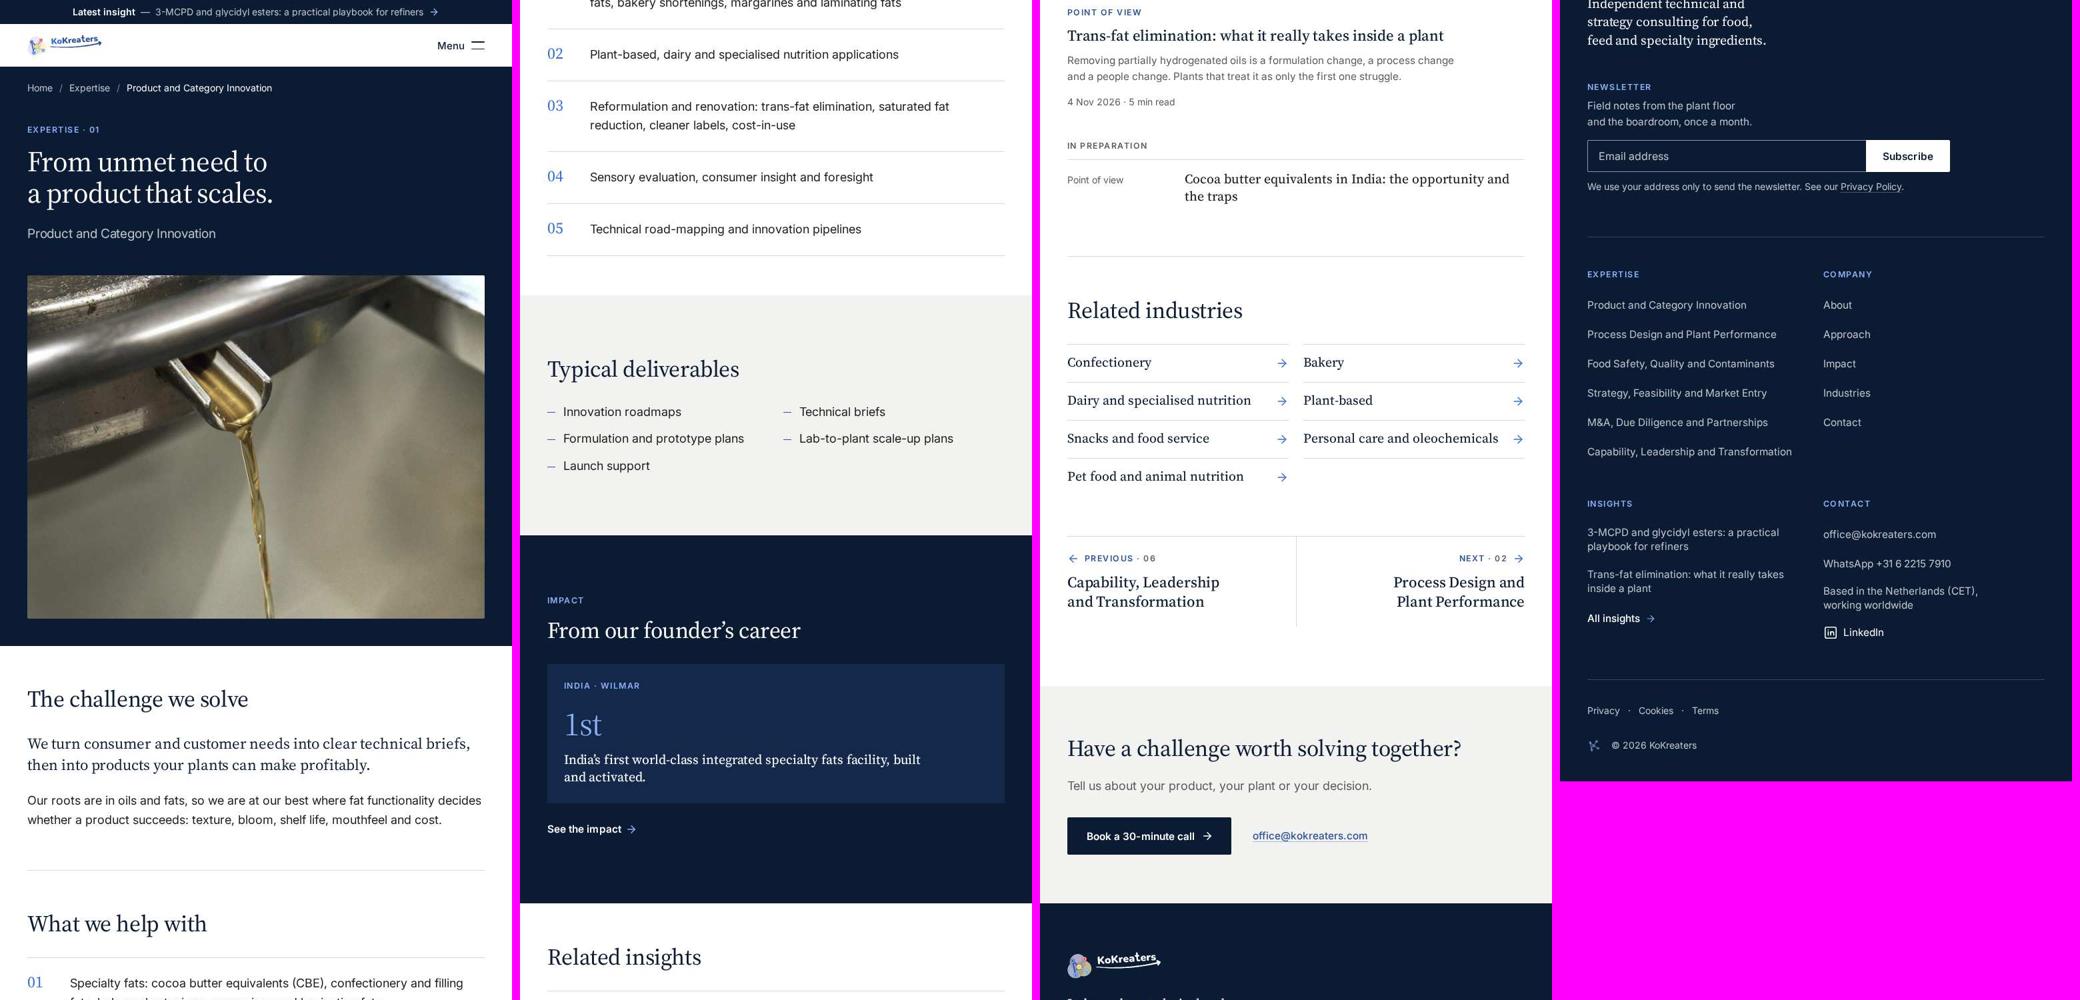 Latest insight — 3-MCPD and glycidyl esters: a practical playbook for refiners →
KoKreaters
Menu
Home / Expertise / Product and Category Innovation
EXPERTISE · 01
From unmet need to
a product that scales.
Product and Category Innovation
The challenge we solve
We turn consumer and customer needs into clear technical briefs,
then into products your plants can make profitably.
Our roots are in oils and fats, so we are at our best where fat functionality decides
whether a product succeeds: texture, bloom, shelf life, mouthfeel and cost.
What we help with
01 Specialty fats: cocoa butter equivalents (CBE), confectionery and filling
fats, bakery shortenings, margarines and laminating fats
02 Plant-based, dairy and specialised nutrition applications
03 Reformulation and renovation: trans-fat elimination, saturated fat
reduction, cleaner labels, cost-in-use
04 Sensory evaluation, consumer insight and foresight
05 Technical road-mapping and innovation pipelines
Typical deliverables
— Innovation roadmaps
— Technical briefs
— Formulation and prototype plans
— Lab-to-plant scale-up plans
— Launch support
IMPACT
From our founder’s career
INDIA · WILMAR
1st
India’s first world-class integrated specialty fats facility, built
and activated.
See the impact →
Related insights
POINT OF VIEW
Trans-fat elimination: what it really takes inside a plant
Removing partially hydrogenated oils is a formulation change, a process change
and a people change. Plants that treat it as only the first one struggle.
4 Nov 2026 · 5 min read
IN PREPARATION
Point of view
Cocoa butter equivalents in India: the opportunity and
the traps
Related industries
Confectionery →
Bakery →
Dairy and specialised nutrition →
Plant-based →
Snacks and food service →
Personal care and oleochemicals →
Pet food and animal nutrition →
← PREVIOUS · 06
Capability, Leadership
and Transformation
NEXT · 02 →
Process Design and
Plant Performance
Have a challenge worth solving together?
Tell us about your product, your plant or your decision.
Book a 30-minute call →
office@kokreaters.com
KoKreaters
Independent technical and
strategy consulting for food,
feed and specialty ingredients.
NEWSLETTER
Field notes from the plant floor
and the boardroom, once a month.
Email address
Subscribe
We use your address only to send the newsletter. See our Privacy Policy.
EXPERTISE
Product and Category Innovation
Process Design and Plant Performance
Food Safety, Quality and Contaminants
Strategy, Feasibility and Market Entry
M&A, Due Diligence and Partnerships
Capability, Leadership and Transformation
COMPANY
About
Approach
Impact
Industries
Contact
INSIGHTS
3-MCPD and glycidyl esters: a practical
playbook for refiners
Trans-fat elimination: what it really takes
inside a plant
All insights →
CONTACT
office@kokreaters.com
WhatsApp +31 6 2215 7910
Based in the Netherlands (CET),
working worldwide
LinkedIn
Privacy · Cookies · Terms
© 2026 KoKreaters